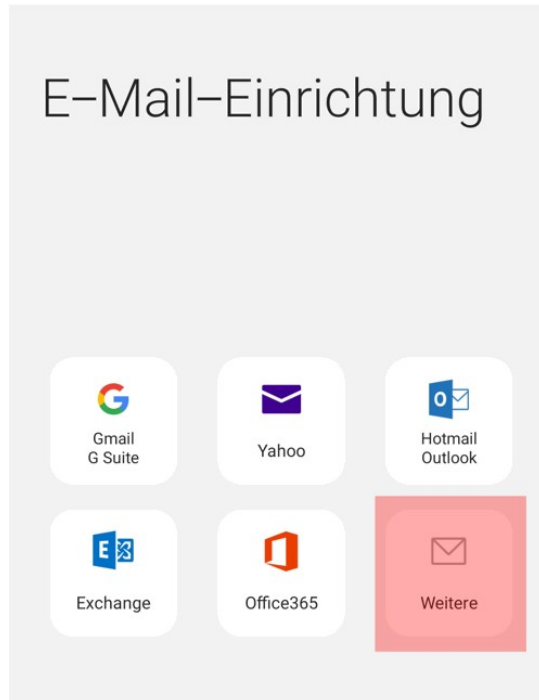 E–Mail–Einrichtung
Gmail
G Suite
Yahoo
Hotmail
Outlook
Exchange
Office365
Weitere